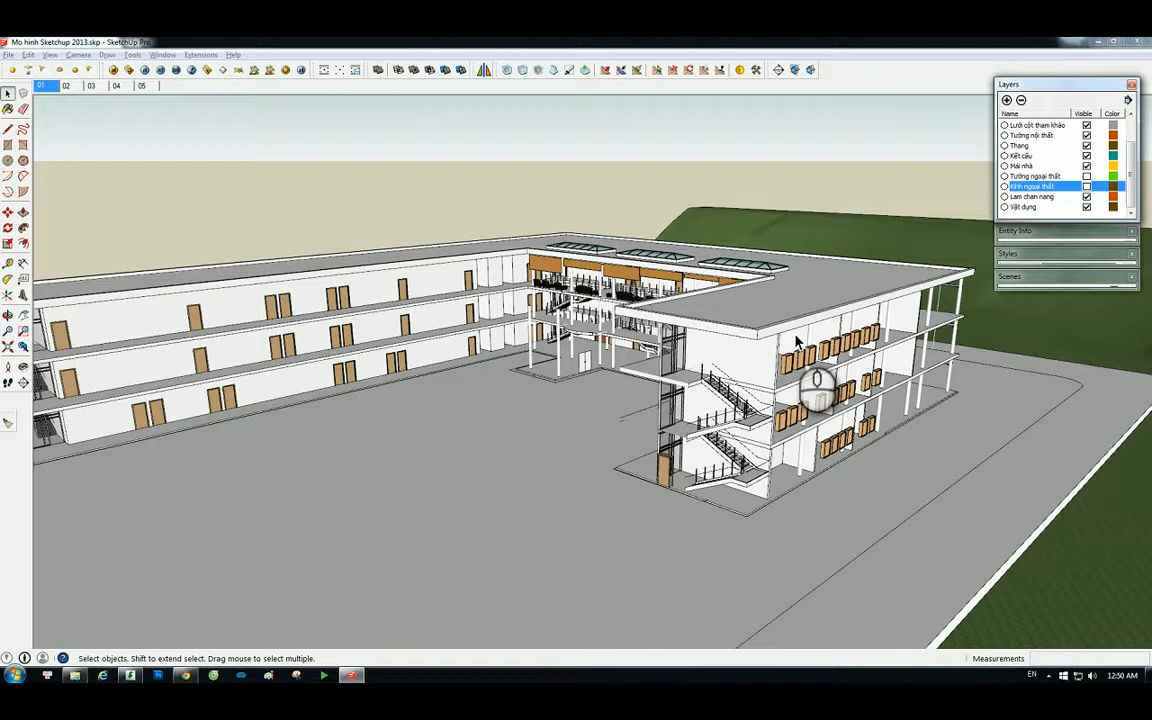 Mo hinh Sketchup 2013.skp - SketchUp Pro
File Edit View Camera Draw Tools Window Extensions Help
01 02 03 04 05
Layers
Name Visible Color
Lưới cột tham khảo
Tường nội thất
Thang
Kết cấu
Mái nhà
Tường ngoại thất
Kính ngoại thất
Lam chan nang
Vật dụng
Entity Info
Styles
Scenes
Select objects. Shift to extend select. Drag mouse to select multiple.
Measurements
EN
12:50 AM